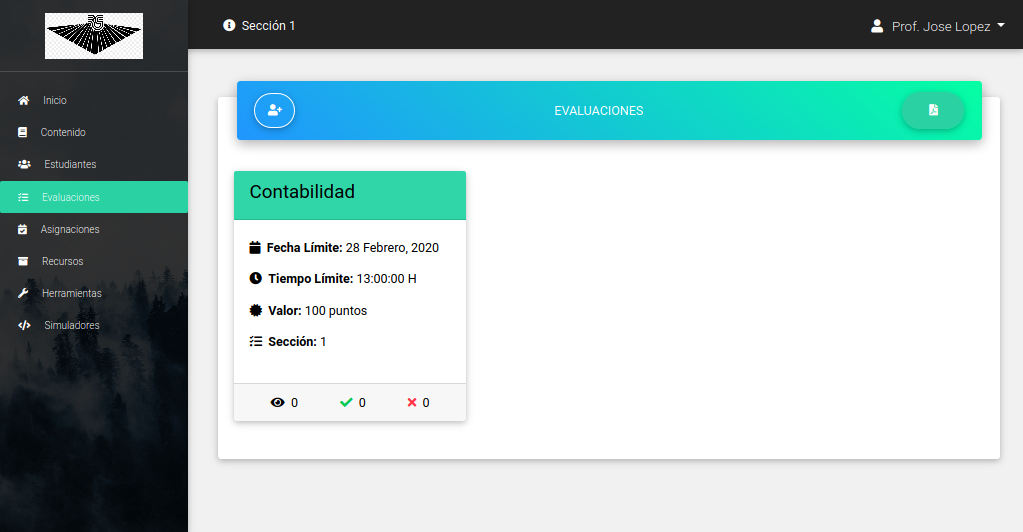 Sección 1
Prof. Jose Lopez
Inicio
Contenido
Estudiantes
Evaluaciones
Asignaciones
Recursos
Herramientas
Simuladores
EVALUACIONES
Contabilidad
Fecha Límite: 28 Febrero, 2020
Tiempo Límite: 13:00:00 H
Valor: 100 puntos
Sección: 1
0 0 0